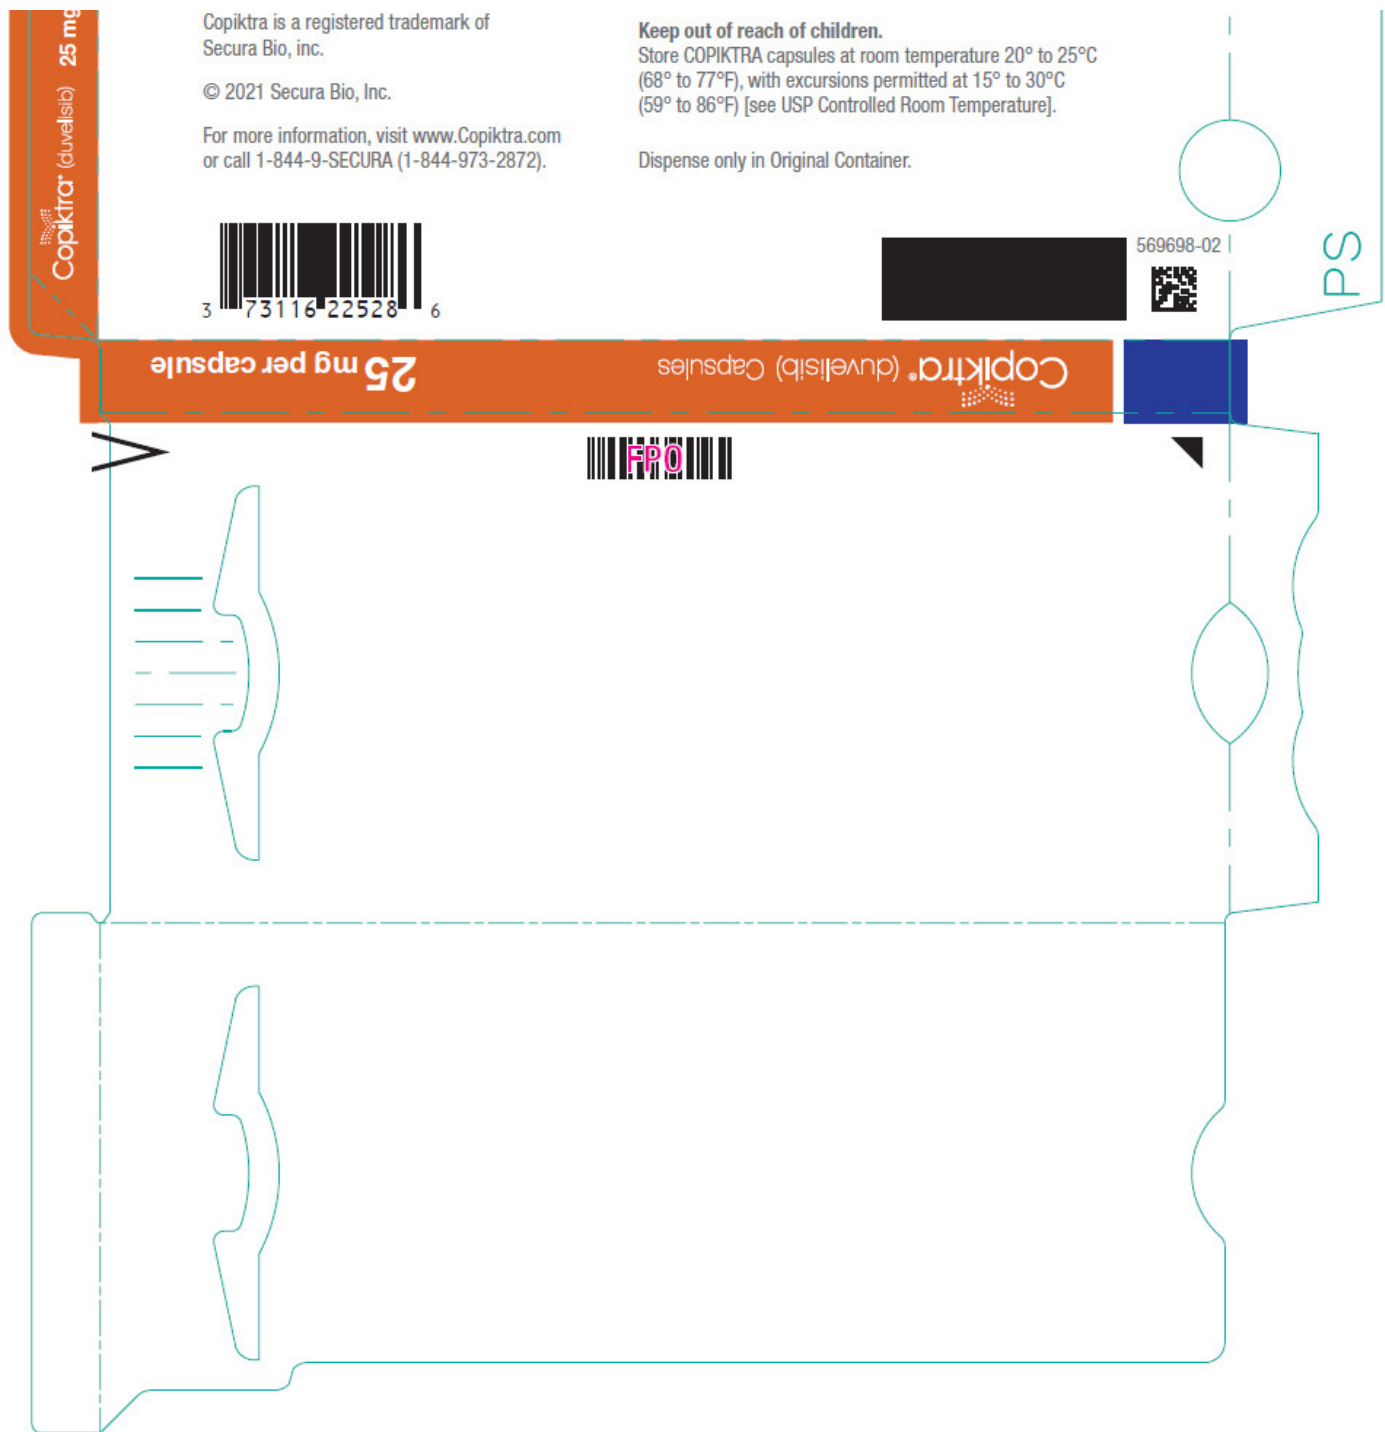 Copiktra® (duvelisib) 25 mg
Copiktra is a registered trademark of
Secura Bio, inc.
© 2021 Secura Bio, Inc.
For more information, visit www.Copiktra.com
or call 1-844-9-SECURA (1-844-973-2872).
Keep out of reach of children.
Store COPIKTRA capsules at room temperature 20° to 25°C
(68° to 77°F), with excursions permitted at 15° to 30°C
(59° to 86°F) [see USP Controlled Room Temperature].
Dispense only in Original Container.
3 73116 22528 6
569698-02
PS
Copiktra® (duvelisib) Capsules
25 mg per capsule
FPO